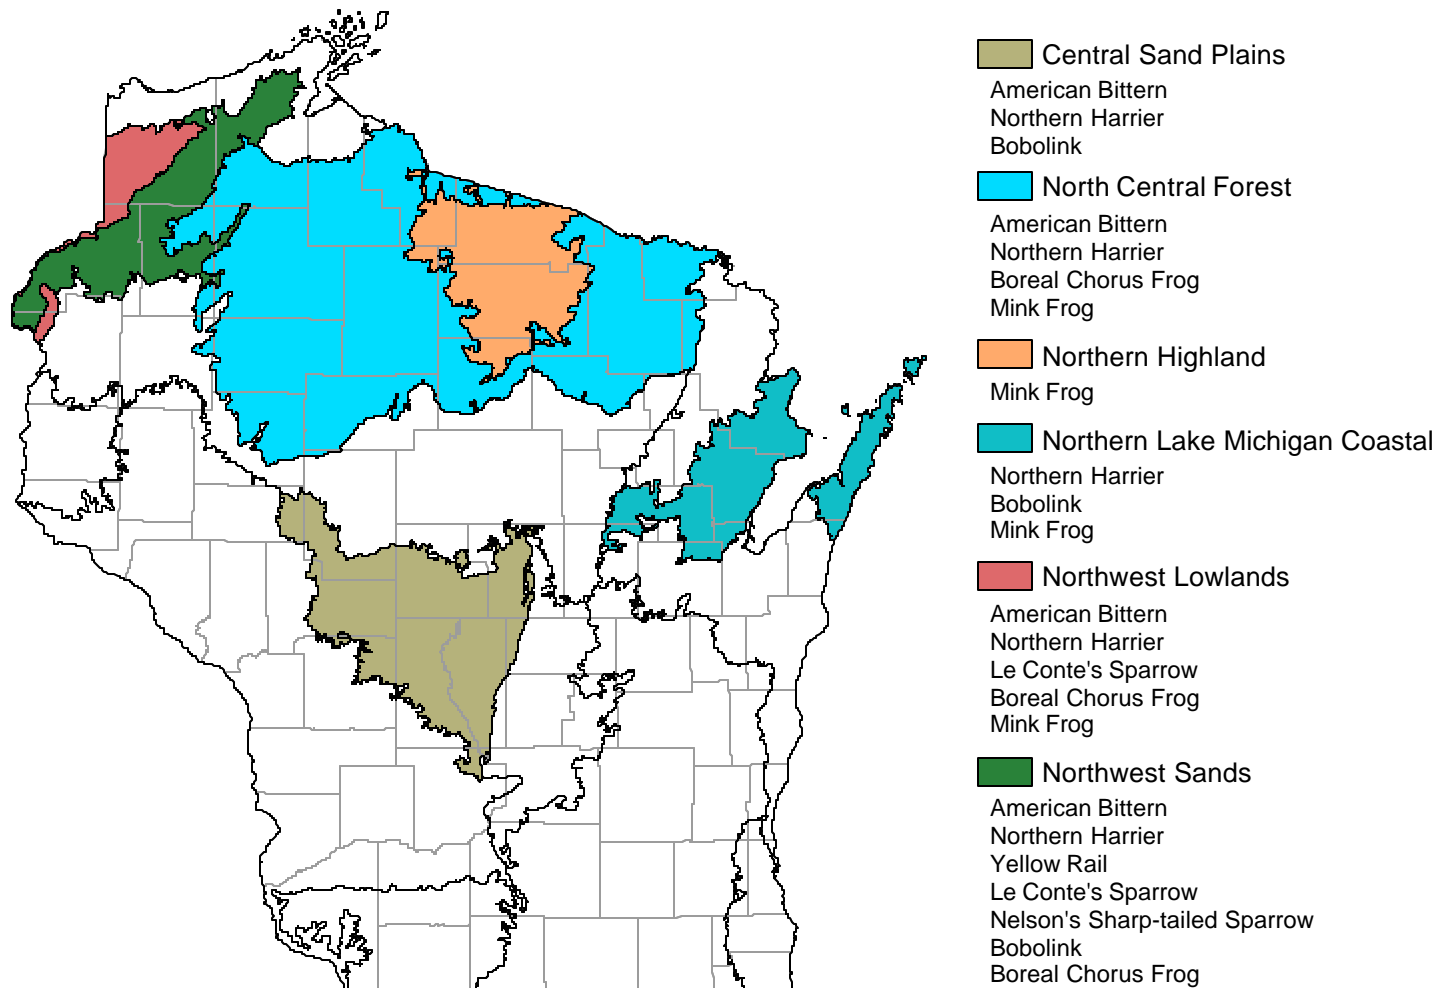 Central Sand Plains
American Bittern
Northern Harrier
Bobolink
North Central Forest
American Bittern
Northern Harrier
Boreal Chorus Frog
Mink Frog
Northern Highland
Mink Frog
Northern Lake Michigan Coastal
Northern Harrier
Bobolink
Mink Frog
Northwest Lowlands
American Bittern
Northern Harrier
Le Conte's Sparrow
Boreal Chorus Frog
Mink Frog
Northwest Sands
American Bittern
Northern Harrier
Yellow Rail
Le Conte's Sparrow
Nelson's Sharp-tailed Sparrow
Bobolink
Boreal Chorus Frog